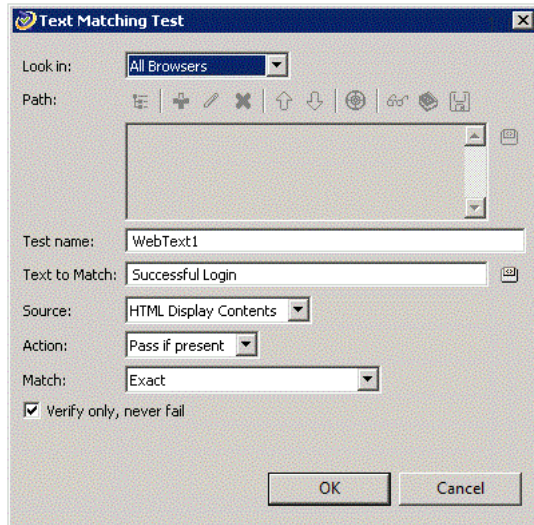 Text Matching Test
Look in: All Browsers
Path:
Test name: WebText1
Text to Match: Successful Login
Source: HTML Display Contents
Action: Pass if present
Match: Exact
Verify only, never fail
OK Cancel